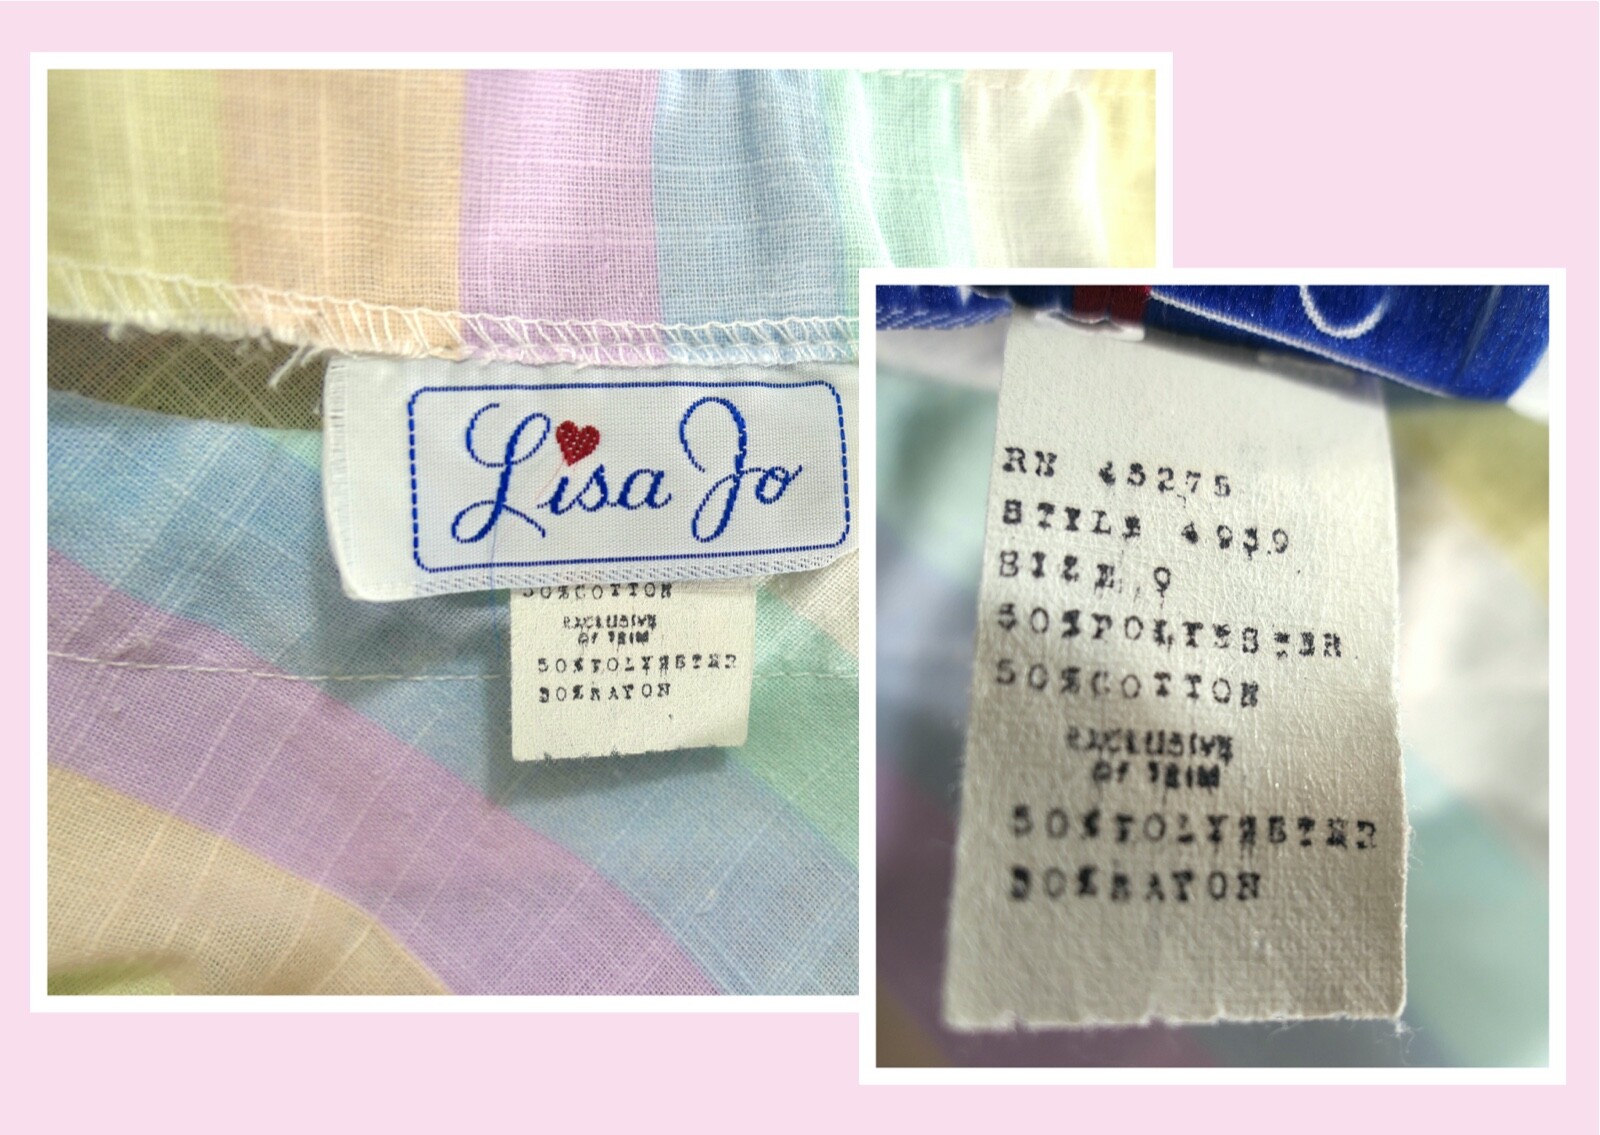 Lisa Jo
50%COTTON
EXCLUSIVE
OF TRIM
50%POLYESTER
50%RAYON
RN 45275
STYLE 4939
SIZE 9
50%POLYESTER
50%COTTON
EXCLUSIVE
OF TRIM
50%POLYESTER
50%RAYON